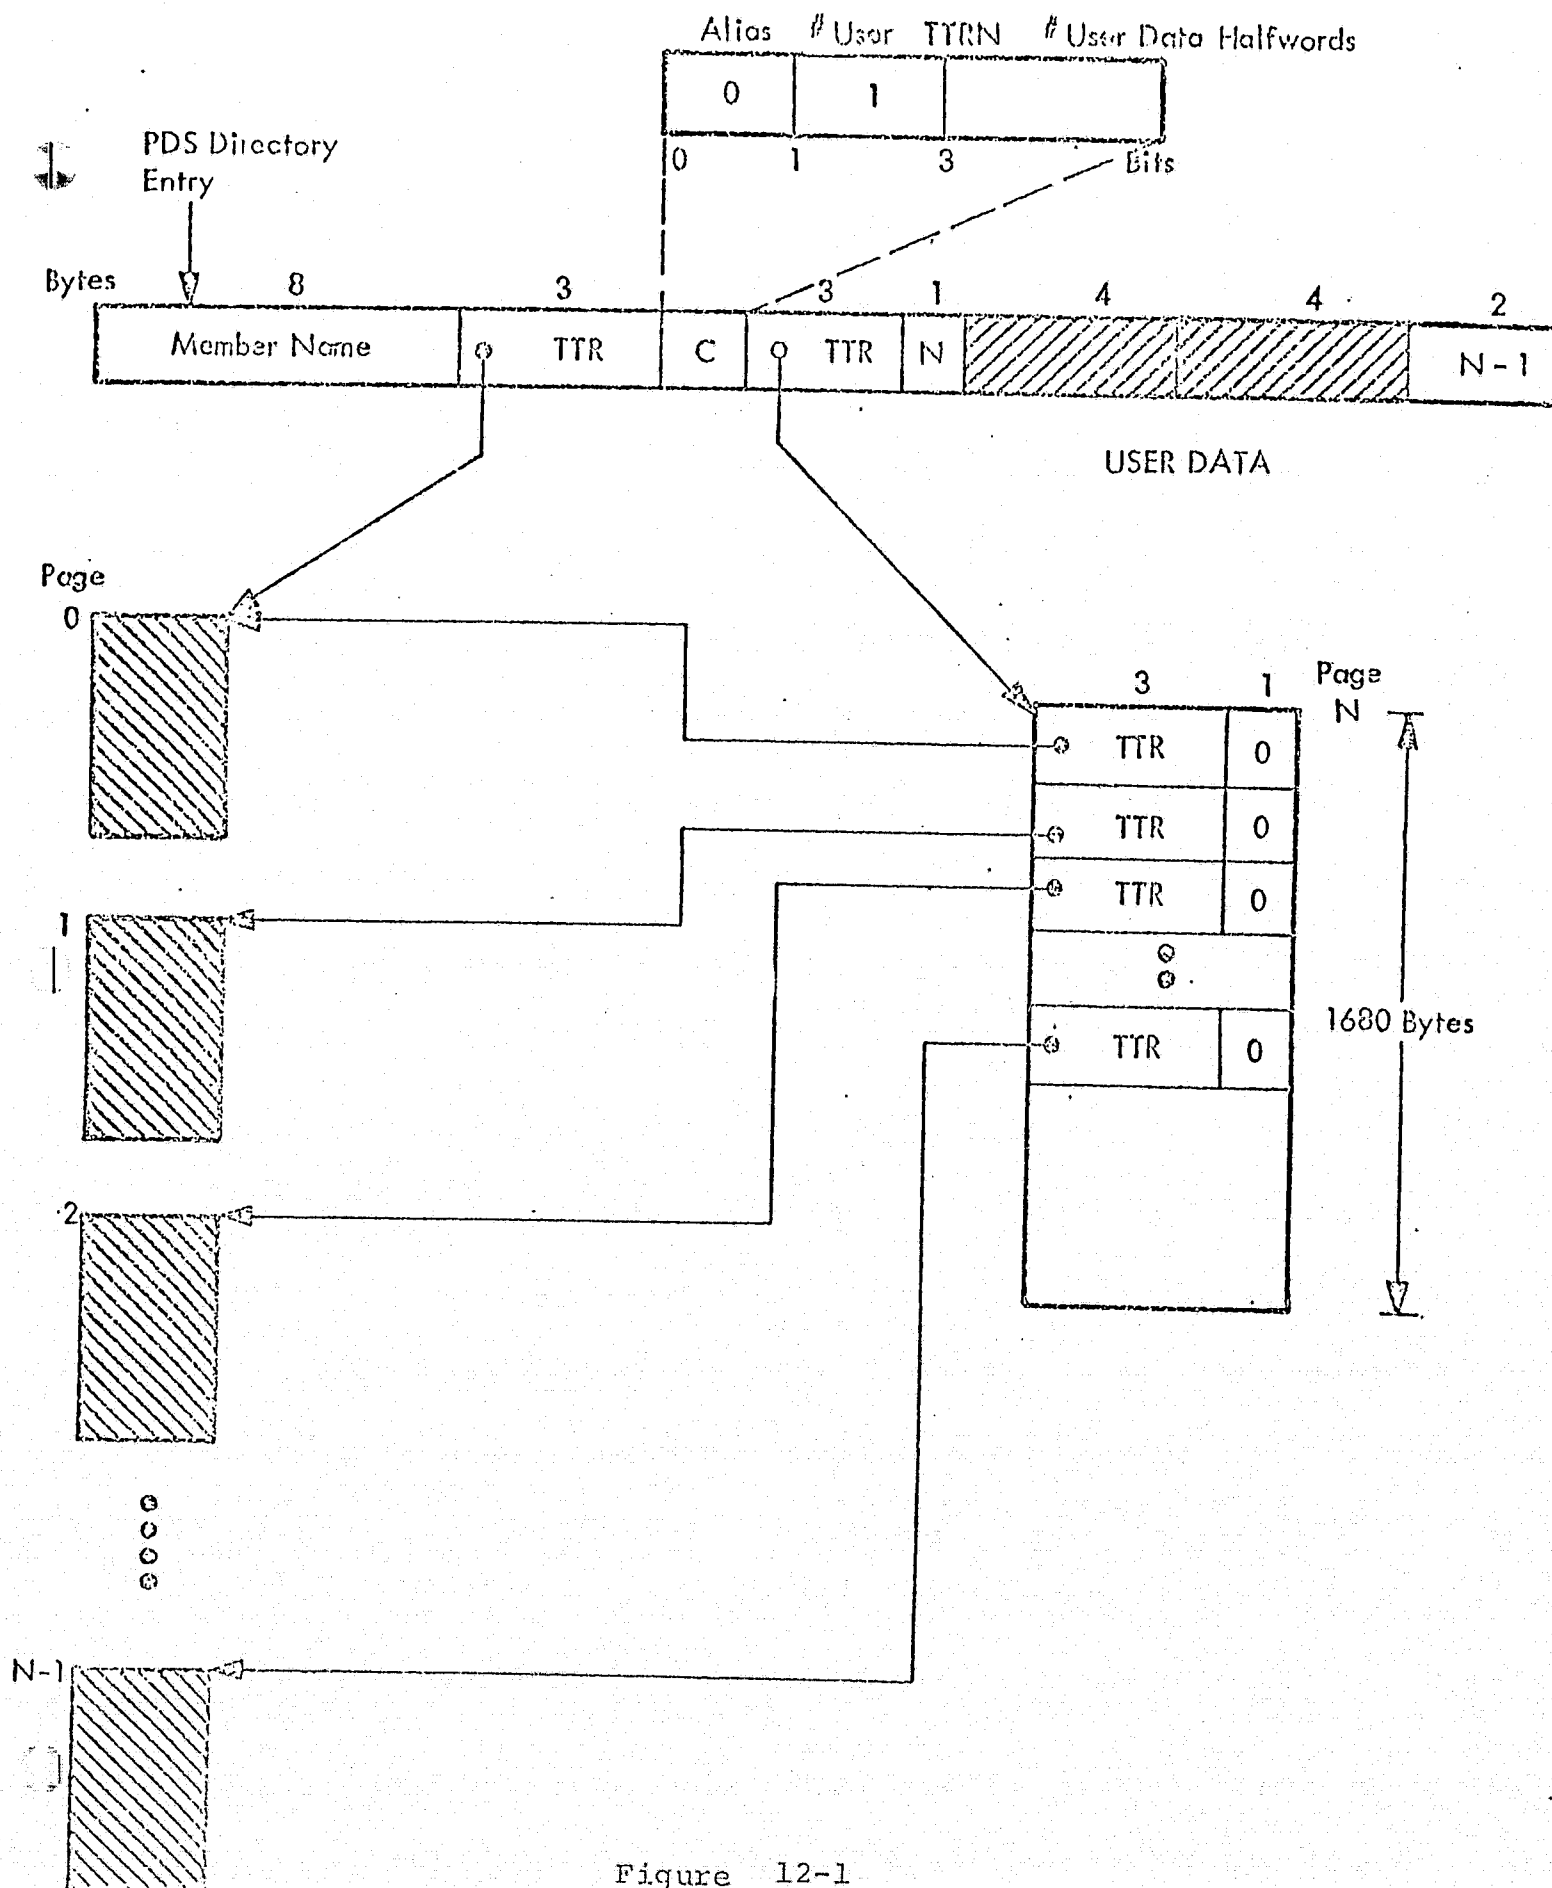 Alias # User TTRN # User Data Halfwords
0 1
0 1 3 Bits
PDS Directory
Entry
Bytes 8 3 3 1 4 4 2
Member Name TTR C TTR N N-1
USER DATA
Page
0
3 1 Page
N
TTR 0
TTR 0
TTR 0
1
1680 Bytes
TTR 0
2
N-1
Figure 12-1